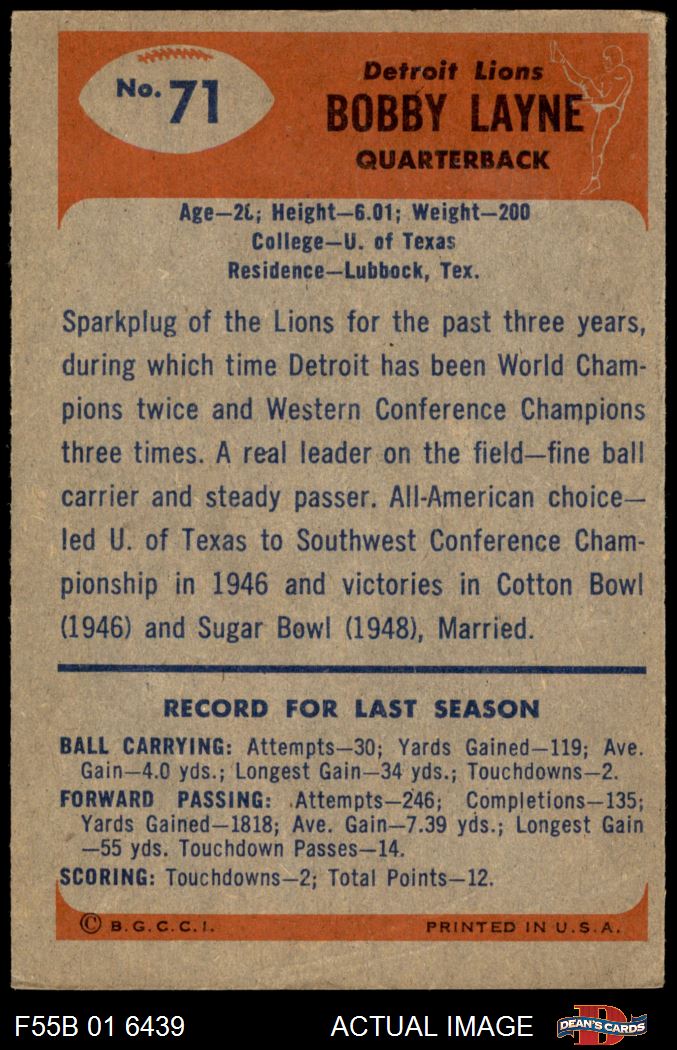 No. 71
Detroit Lions
BOBBY LAYNE
QUARTERBACK
Height—6.01; Weight—200
College—U. of Texas
Residence—Lubbock, Tex.
Sparkplug of the Lions for the past three years,
during which time Detroit has been World Cham-
pions twice and Western Conference Champions
three times. A real leader on the field—fine ball
carrier and steady passer. All-American choice—
led U. of Texas to Southwest Conference Cham-
pionship in 1946 and victories in Cotton Bowl
(1946) and Sugar Bowl (1948), Married.
RECORD FOR LAST SEASON
BALL CARRYING: Attempts—30; Yards Gained—119; Ave.
Gain—4.0 yds.; Longest Gain—34 yds.; Touchdowns—2.
FORWARD PASSING: Attempts—246; Completions—135;
Yards Gained—1818; Ave. Gain—7.39 yds.; Longest Gain
—55 yds. Touchdown Passes—14.
SCORING: Touchdowns—2; Total Points—12.
© B.G.C.C.I.
PRINTED IN U.S.A.
F55B 01 6439
ACTUAL IMAGE
DEAN'S CARDS